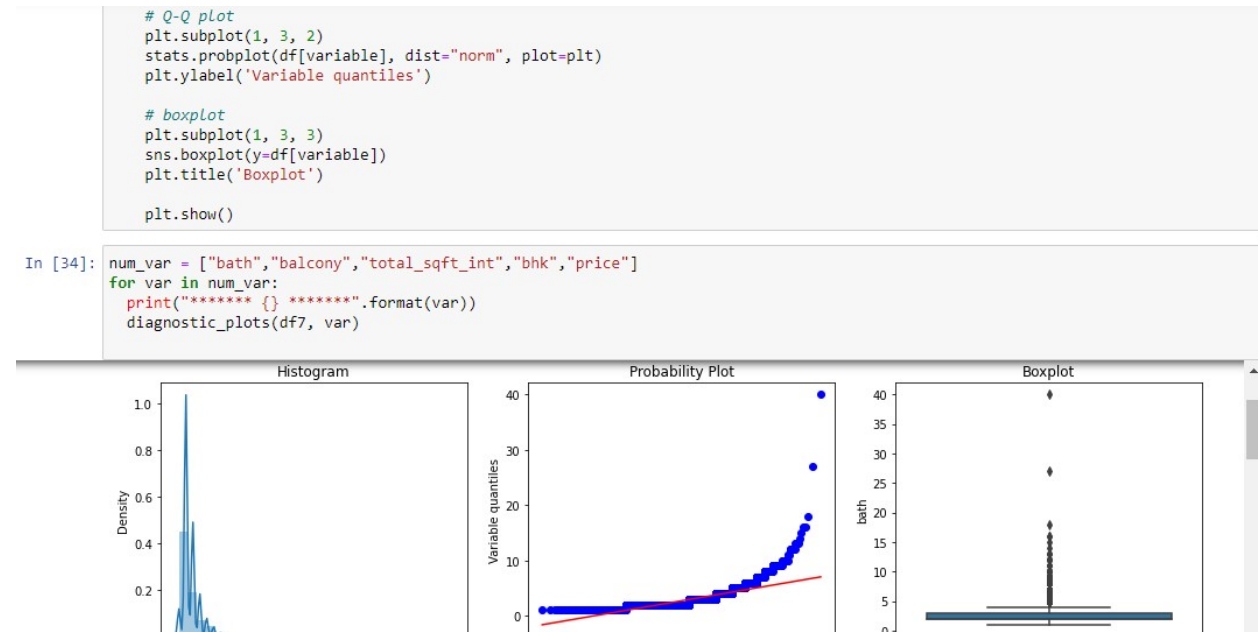 # Q-Q plot
plt.subplot(1, 3, 2)
stats.probplot(df[variable], dist="norm", plot=plt)
plt.ylabel('Variable quantiles')
# boxplot
plt.subplot(1, 3, 3)
sns.boxplot(y=df[variable])
plt.title('Boxplot')
plt.show()
In [34]: num_var = ["bath","balcony","total_sqft_int","bhk","price"]
for var in num_var:
print("******* {} *******".format(var))
diagnostic_plots(df7, var)
Histogram
1.0
0.8
0.6
0.4
0.2
Density
Probability Plot
40
30
20
10
0
Variable quantiles
Boxplot
40
35
30
25
20
15
10
5
0
bath